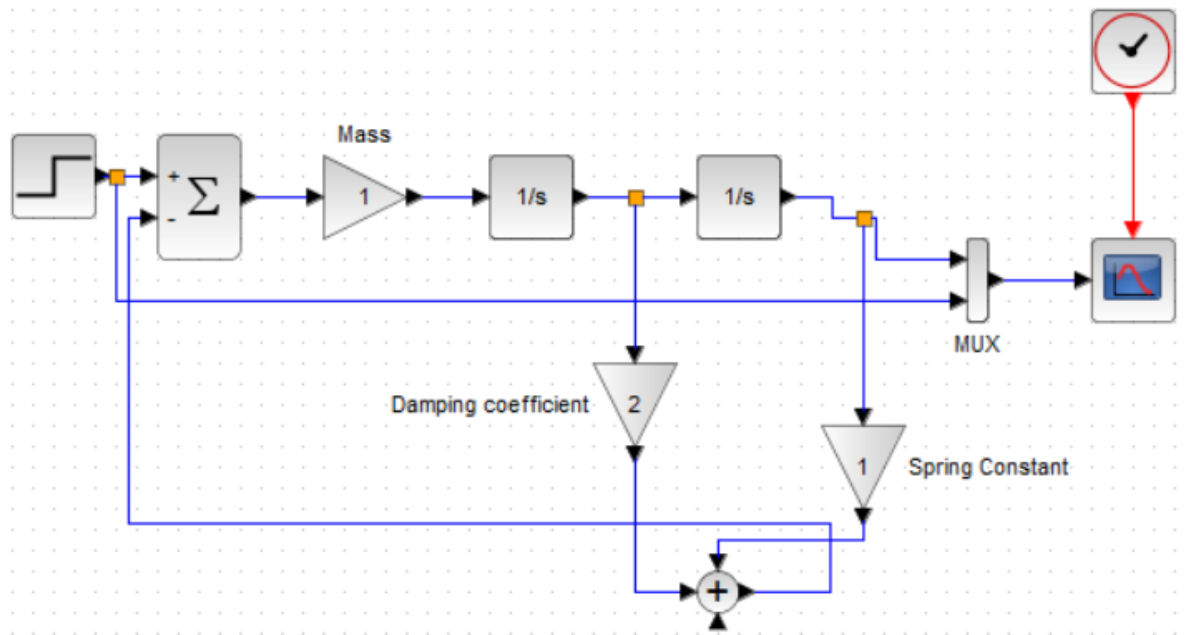 Mass
+
-
Σ
1
1/s
1/s
MUX
Damping coefficient
2
1
Spring Constant
+